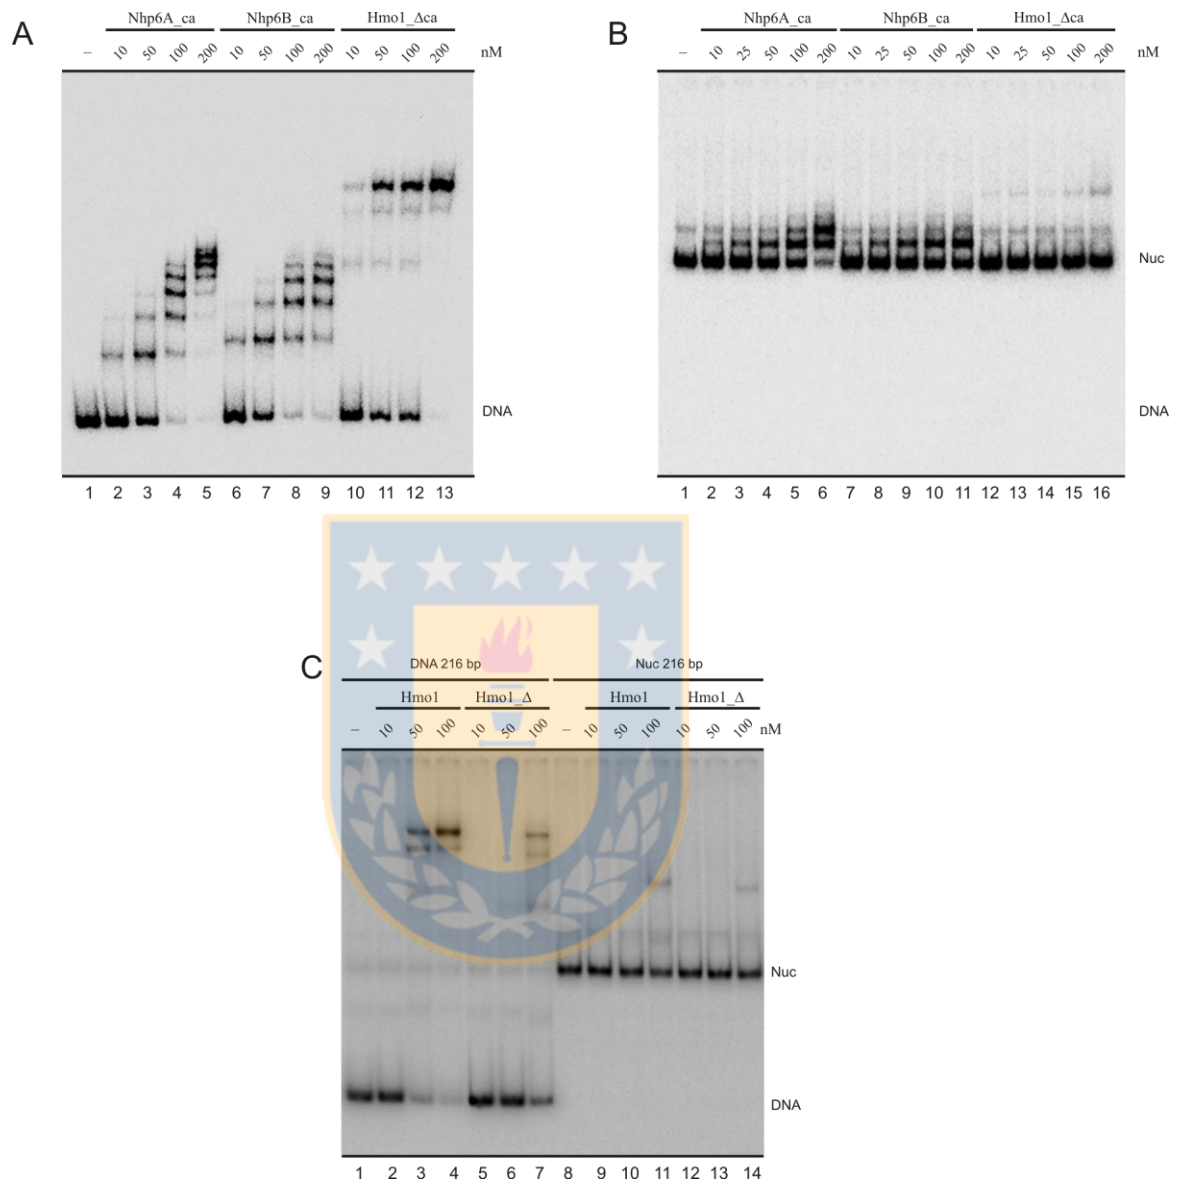 A
Nhp6A_ca Nhp6B_ca Hmo1_Δca
– 10 50 100 200 10 50 100 200 10 50 100 200 nM
DNA
1 2 3 4 5 6 7 8 9 10 11 12 13
B
Nhp6A_ca Nhp6B_ca Hmo1_Δca
– 10 25 50 100 200 10 25 50 100 200 10 25 50 100 200 nM
Nuc
DNA
1 2 3 4 5 6 7 8 9 10 11 12 13 14 15 16
C
DNA 216 bp Nuc 216 bp
Hmo1 Hmo1_Δ Hmo1 Hmo1_Δ
– 10 50 100 10 50 100 – 10 50 100 10 50 100 nM
Nuc
DNA
1 2 3 4 5 6 7 8 9 10 11 12 13 14